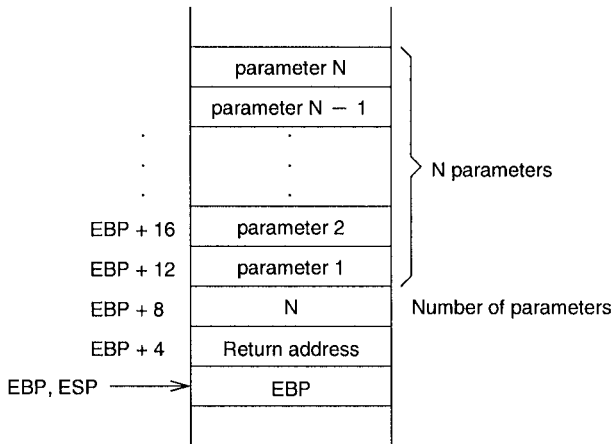 parameter N
parameter N − 1
N parameters
EBP + 16 parameter 2
EBP + 12 parameter 1
EBP + 8 N Number of parameters
EBP + 4 Return address
EBP, ESP EBP